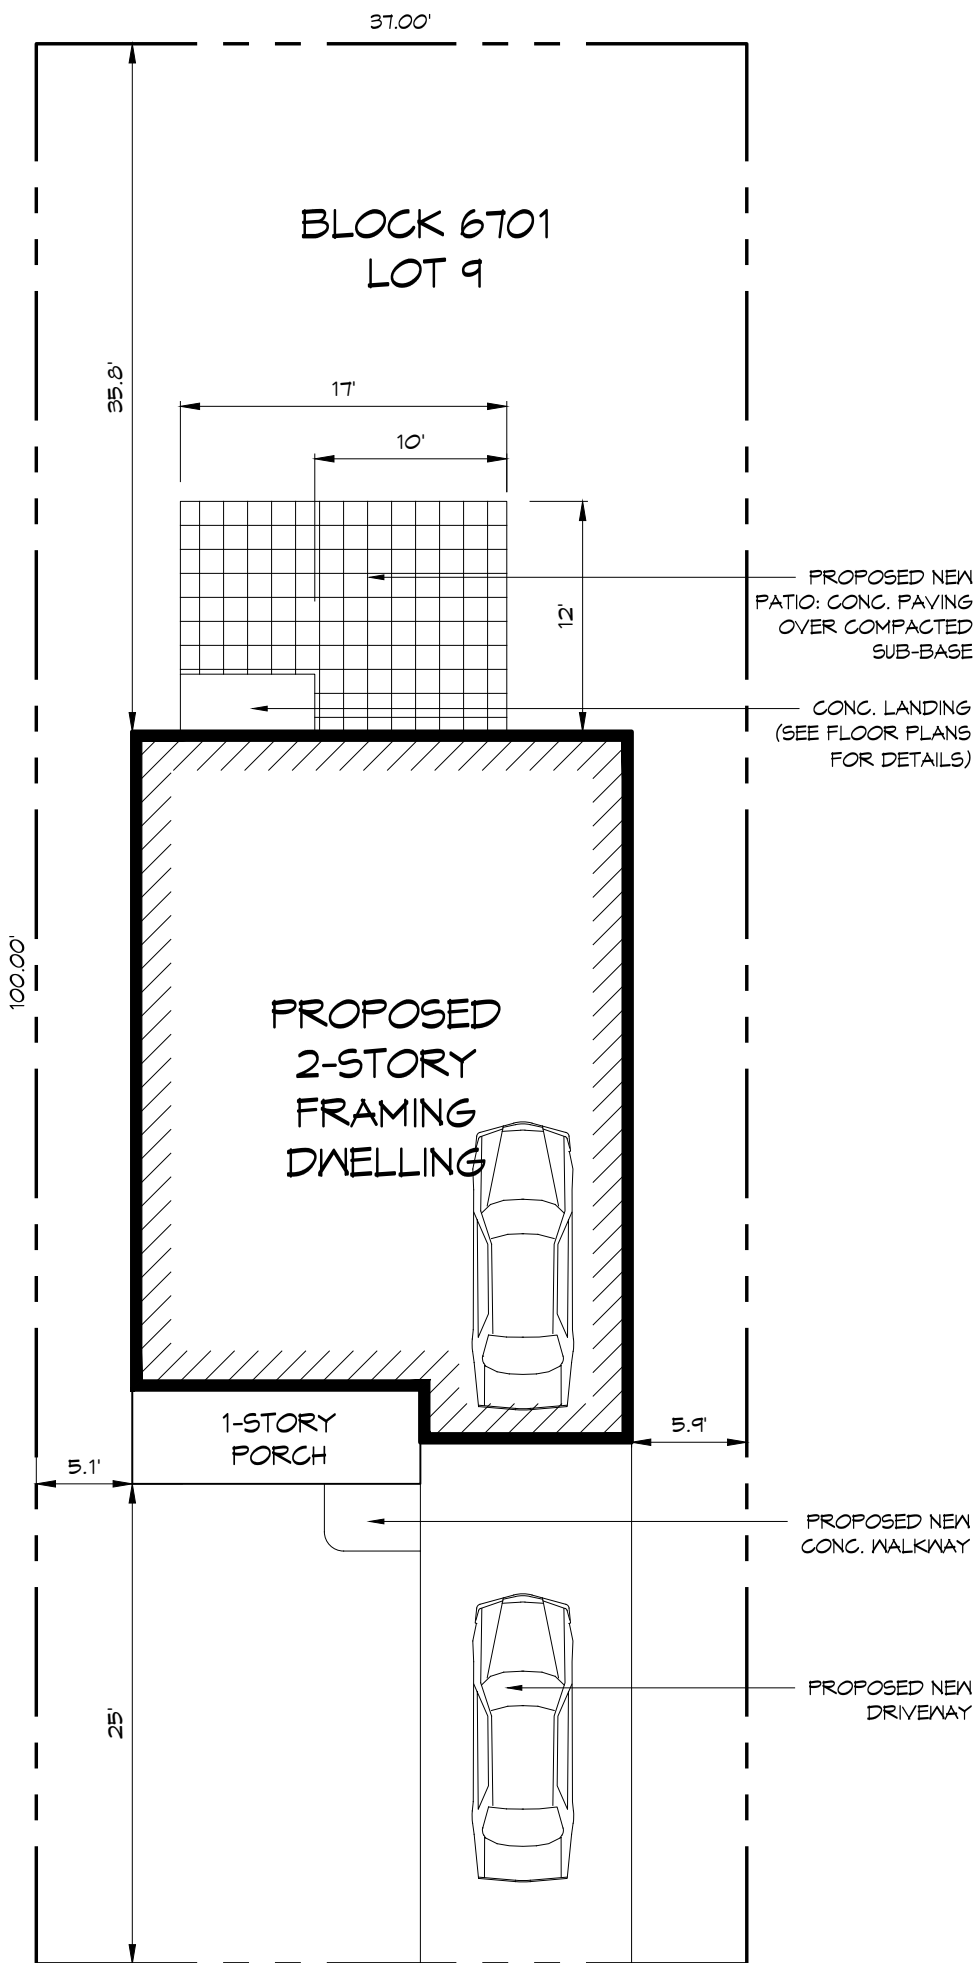 37.00'
BLOCK 6701
LOT 9
35.8'
17'
10'
12'
PROPOSED NEW
PATIO: CONC. PAVING
OVER COMPACTED
SUB-BASE
CONC. LANDING
(SEE FLOOR PLANS
FOR DETAILS)
100.00'
PROPOSED
2-STORY
FRAMING
DWELLING
1-STORY
PORCH
5.9'
5.1'
PROPOSED NEW
CONC. WALKWAY
PROPOSED NEW
DRIVEWAY
25'